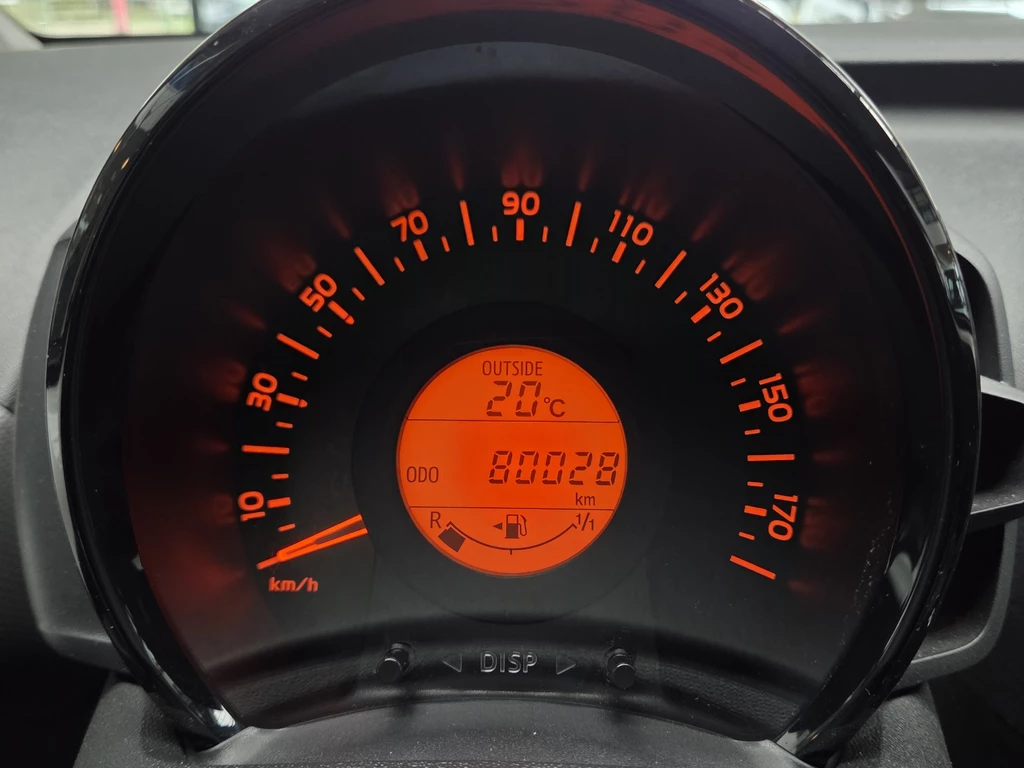 10
30
50
70
90
110
130
150
170
km/h
OUTSIDE
20°C
ODO 80028
km
R 1/1
DISP